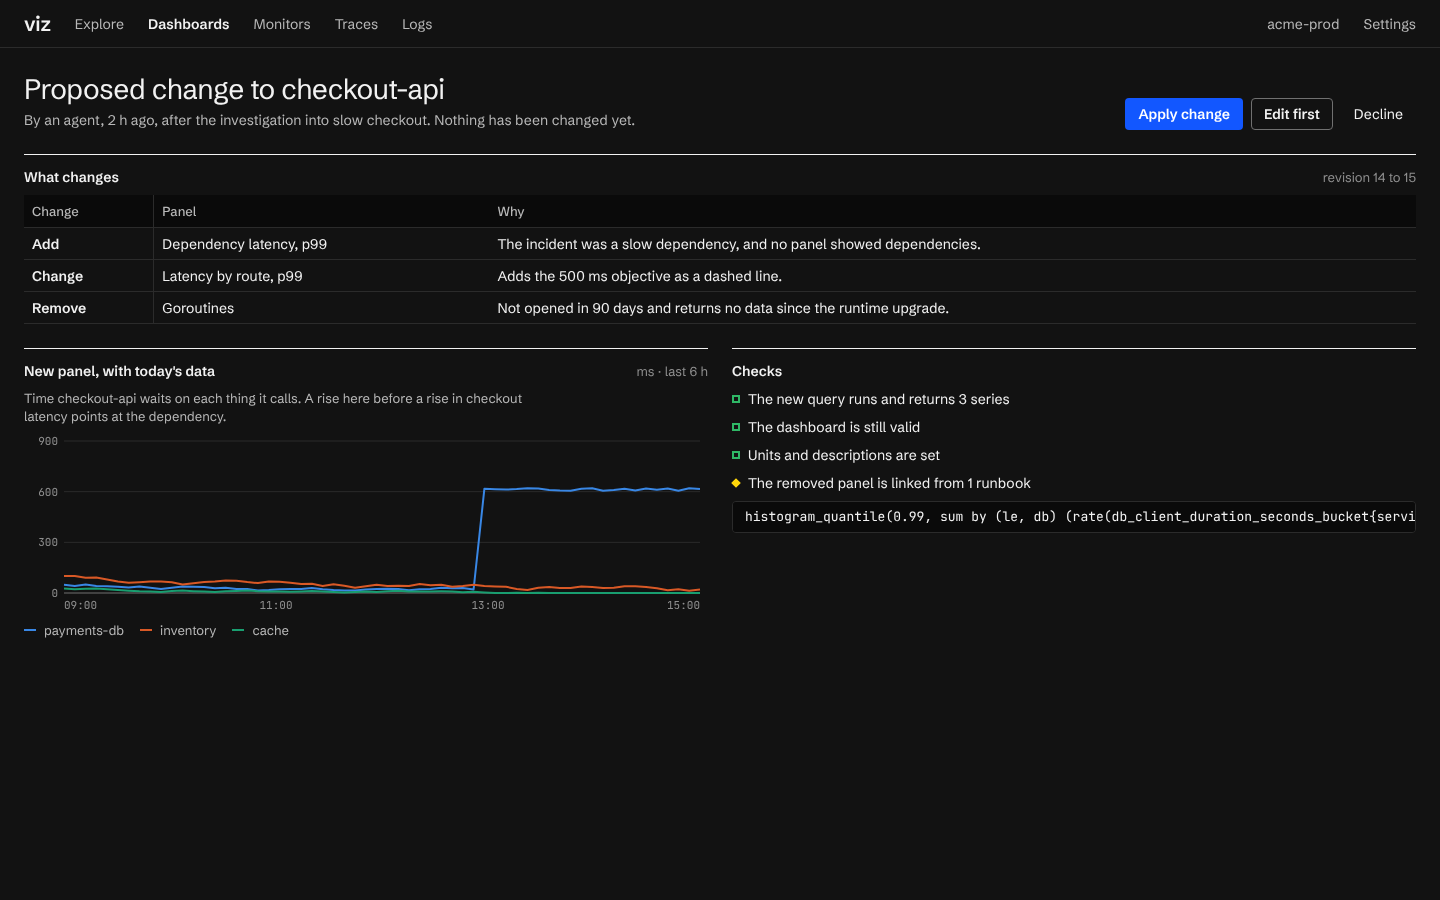 viz Explore Dashboards Monitors Traces Logs acme-prod Settings
Proposed change to checkout-api
By an agent, 2 h ago, after the investigation into slow checkout. Nothing has been changed yet.
Apply change Edit first Decline
What changes revision 14 to 15
Change Panel Why
Add Dependency latency, p99 The incident was a slow dependency, and no panel showed dependencies.
Change Latency by route, p99 Adds the 500 ms objective as a dashed line.
Remove Goroutines Not opened in 90 days and returns no data since the runtime upgrade.
New panel, with today's data ms · last 6 h
Time checkout-api waits on each thing it calls. A rise here before a rise in checkout
latency points at the dependency.
900
600
300
0
09:00 11:00 13:00 15:00
payments-db inventory cache
Checks
The new query runs and returns 3 series
The dashboard is still valid
Units and descriptions are set
The removed panel is linked from 1 runbook
histogram_quantile(0.99, sum by (le, db) (rate(db_client_duration_seconds_bucket{servi